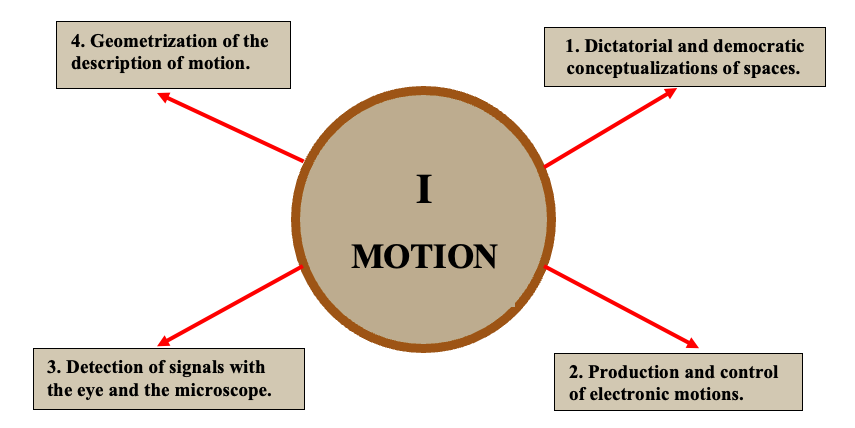 4. Geometrization of the
description of motion.
1. Dictatorial and democratic
conceptualizations of spaces.
I
MOTION
3. Detection of signals with
the eye and the microscope.
2. Production and control
of electronic motions.